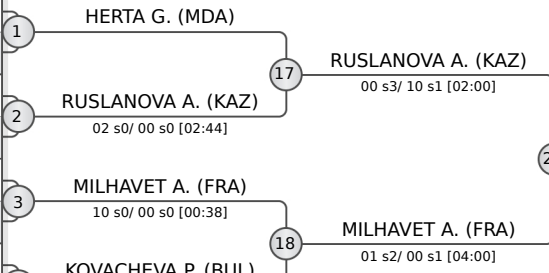 HERTA G. (MDA)
1
17
RUSLANOVA A. (KAZ)
00 s3/ 10 s1 [02:00]
RUSLANOVA A. (KAZ)
2
02 s0/ 00 s0 [02:44]
MILHAVET A. (FRA)
3
10 s0/ 00 s0 [00:38]
18
MILHAVET A. (FRA)
01 s2/ 00 s1 [04:00]
KOVACHEVA P. (BUL)